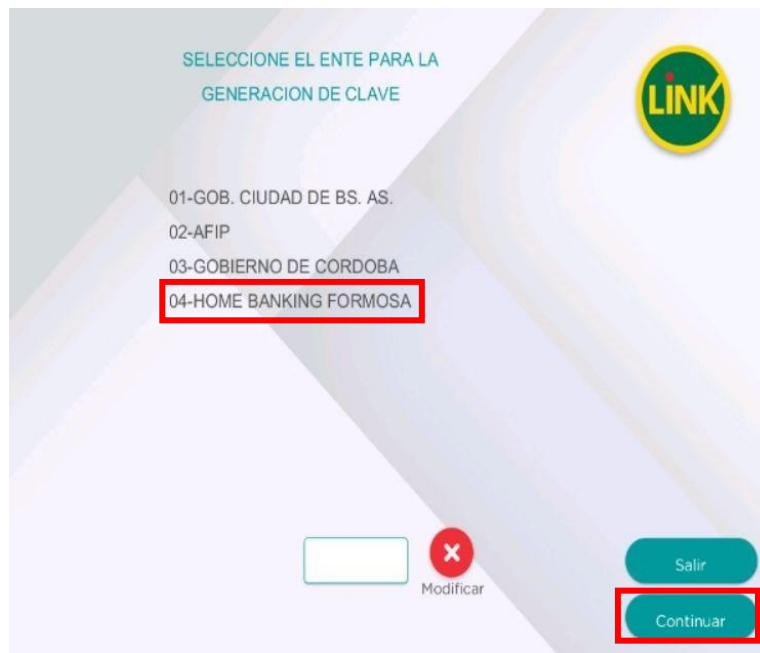 SELECCIONE EL ENTE PARA LA
GENERACION DE CLAVE
LINK
01-GOB. CIUDAD DE BS. AS.
02-AFIP
03-GOBIERNO DE CORDOBA
04-HOME BANKING FORMOSA
Modificar
Salir
Continuar